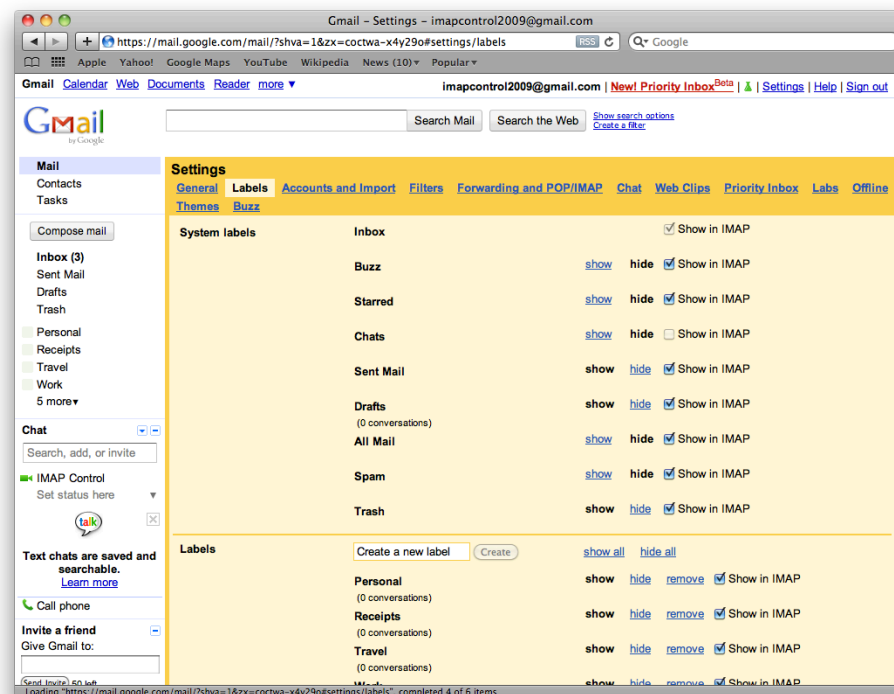 Gmail – Settings – imapcontrol2009@gmail.com
https://mail.google.com/mail/?shva=1&zx=coctwa-x4y29o#settings/labels RSS Google
Apple Yahoo! Google Maps YouTube Wikipedia News (10)▾ Popular▾
Gmail Calendar Web Documents Reader more ▼ imapcontrol2009@gmail.com | New! Priority Inbox Beta | | Settings | Help | Sign out
Gmail by Google
Search Mail Search the Web Show search options
Create a filter
Mail
Contacts
Tasks
Compose mail
Inbox (3)
Sent Mail
Drafts
Trash
Personal
Receipts
Travel
Work
5 more▾
Chat
Search, add, or invite
IMAP Control
Set status here ▼
talk
Text chats are saved and
searchable.
Learn more
Call phone
Invite a friend
Give Gmail to:
Send Invite 50 left
Settings
General Labels Accounts and Import Filters Forwarding and POP/IMAP Chat Web Clips Priority Inbox Labs Offline
Themes Buzz
System labels Inbox Show in IMAP
Buzz show hide Show in IMAP
Starred show hide Show in IMAP
Chats show hide Show in IMAP
Sent Mail show hide Show in IMAP
Drafts show hide Show in IMAP
(0 conversations)
All Mail show hide Show in IMAP
Spam show hide Show in IMAP
Trash show hide Show in IMAP
Labels Create a new label Create show all hide all
Personal show hide remove Show in IMAP
(0 conversations)
Receipts show hide remove Show in IMAP
(0 conversations)
Travel show hide remove Show in IMAP
(0 conversations)
Work show hide remove Show in IMAP
Loading "https://mail.google.com/mail/?shva=1&zx=coctwa-x4y29o#settings/labels", completed 4 of 6 items